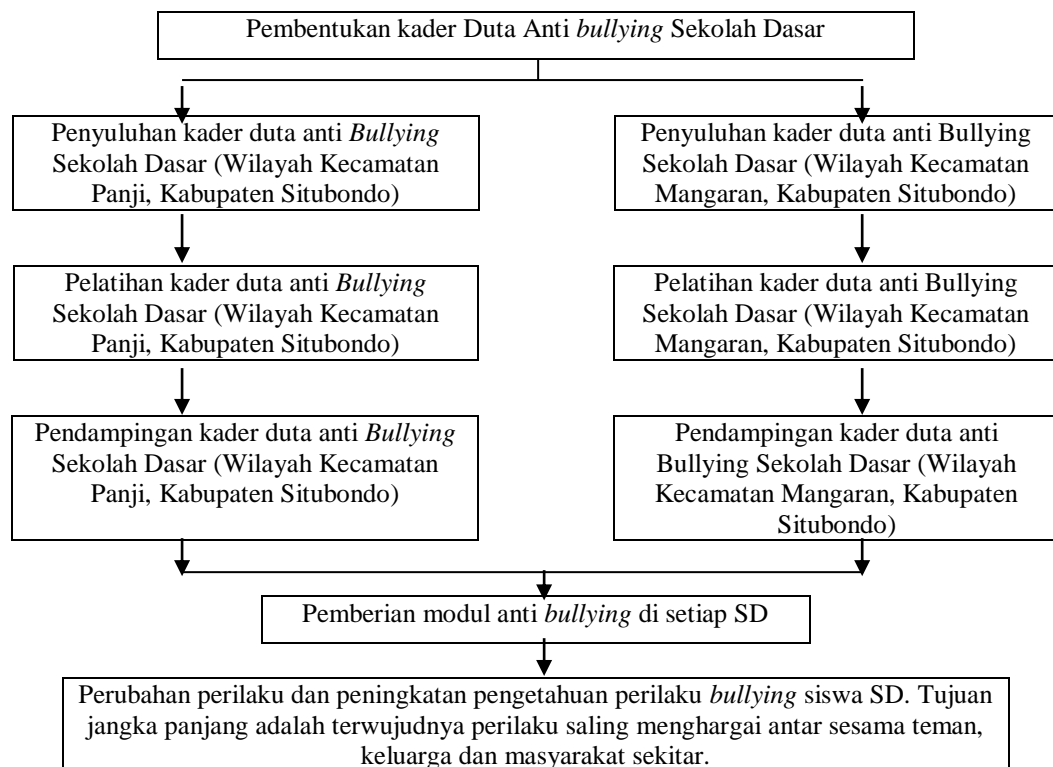 Pembentukan kader Duta Anti bullying Sekolah Dasar
Penyuluhan kader duta anti Bullying
Sekolah Dasar (Wilayah Kecamatan
Panji, Kabupaten Situbondo)
Penyuluhan kader duta anti Bullying
Sekolah Dasar (Wilayah Kecamatan
Mangaran, Kabupaten Situbondo)
Pelatihan kader duta anti Bullying
Sekolah Dasar (Wilayah Kecamatan
Panji, Kabupaten Situbondo)
Pelatihan kader duta anti Bullying
Sekolah Dasar (Wilayah Kecamatan
Mangaran, Kabupaten Situbondo)
Pendampingan kader duta anti Bullying
Sekolah Dasar (Wilayah Kecamatan
Panji, Kabupaten Situbondo)
Pendampingan kader duta anti
Bullying Sekolah Dasar (Wilayah
Kecamatan Mangaran, Kabupaten
Situbondo)
Pemberian modul anti bullying di setiap SD
Perubahan perilaku dan peningkatan pengetahuan perilaku bullying siswa SD. Tujuan
jangka panjang adalah terwujudnya perilaku saling menghargai antar sesama teman,
keluarga dan masyarakat sekitar.